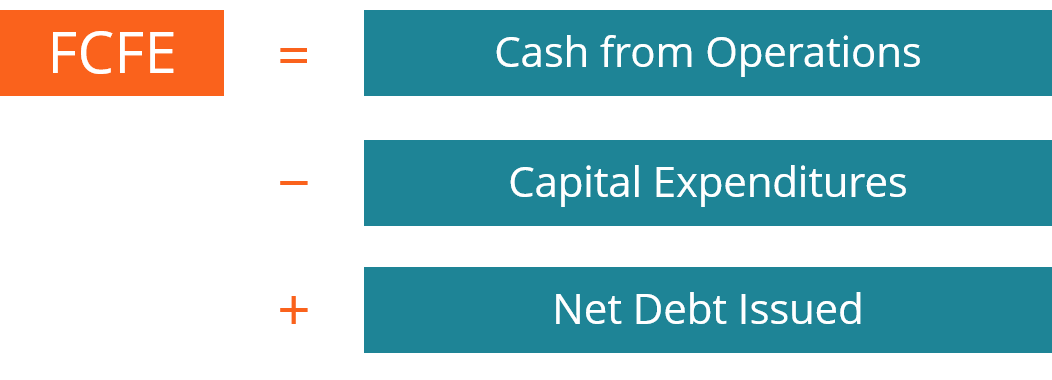 FCFE = Cash from Operations
− Capital Expenditures
+ Net Debt Issued